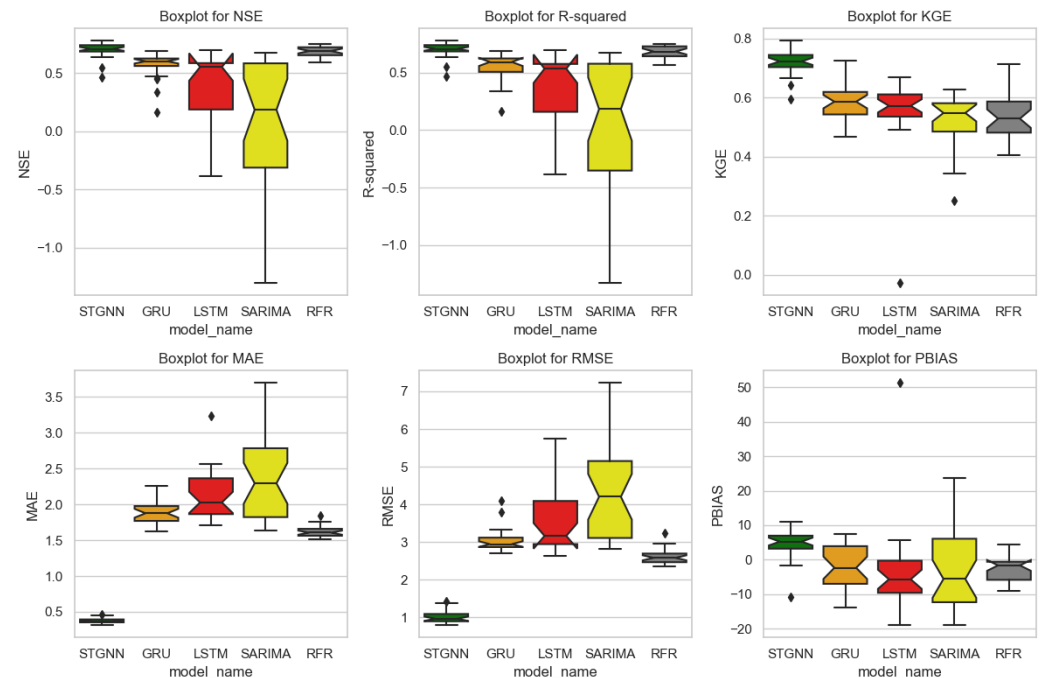 Boxplot for NSE
NSE
0.5
0.0
−0.5
−1.0
STGNN GRU LSTM SARIMA RFR
model_name
Boxplot for R-squared
R-squared
0.5
0.0
−0.5
−1.0
STGNN GRU LSTM SARIMA RFR
model_name
Boxplot for KGE
KGE
0.8
0.6
0.4
0.2
0.0
STGNN GRU LSTM SARIMA RFR
model_name
Boxplot for MAE
MAE
3.5
3.0
2.5
2.0
1.5
1.0
0.5
STGNN GRU LSTM SARIMA RFR
model_name
Boxplot for RMSE
RMSE
7
6
5
4
3
2
1
STGNN GRU LSTM SARIMA RFR
model_name
Boxplot for PBIAS
PBIAS
50
40
30
20
10
0
−10
−20
STGNN GRU LSTM SARIMA RFR
model_name